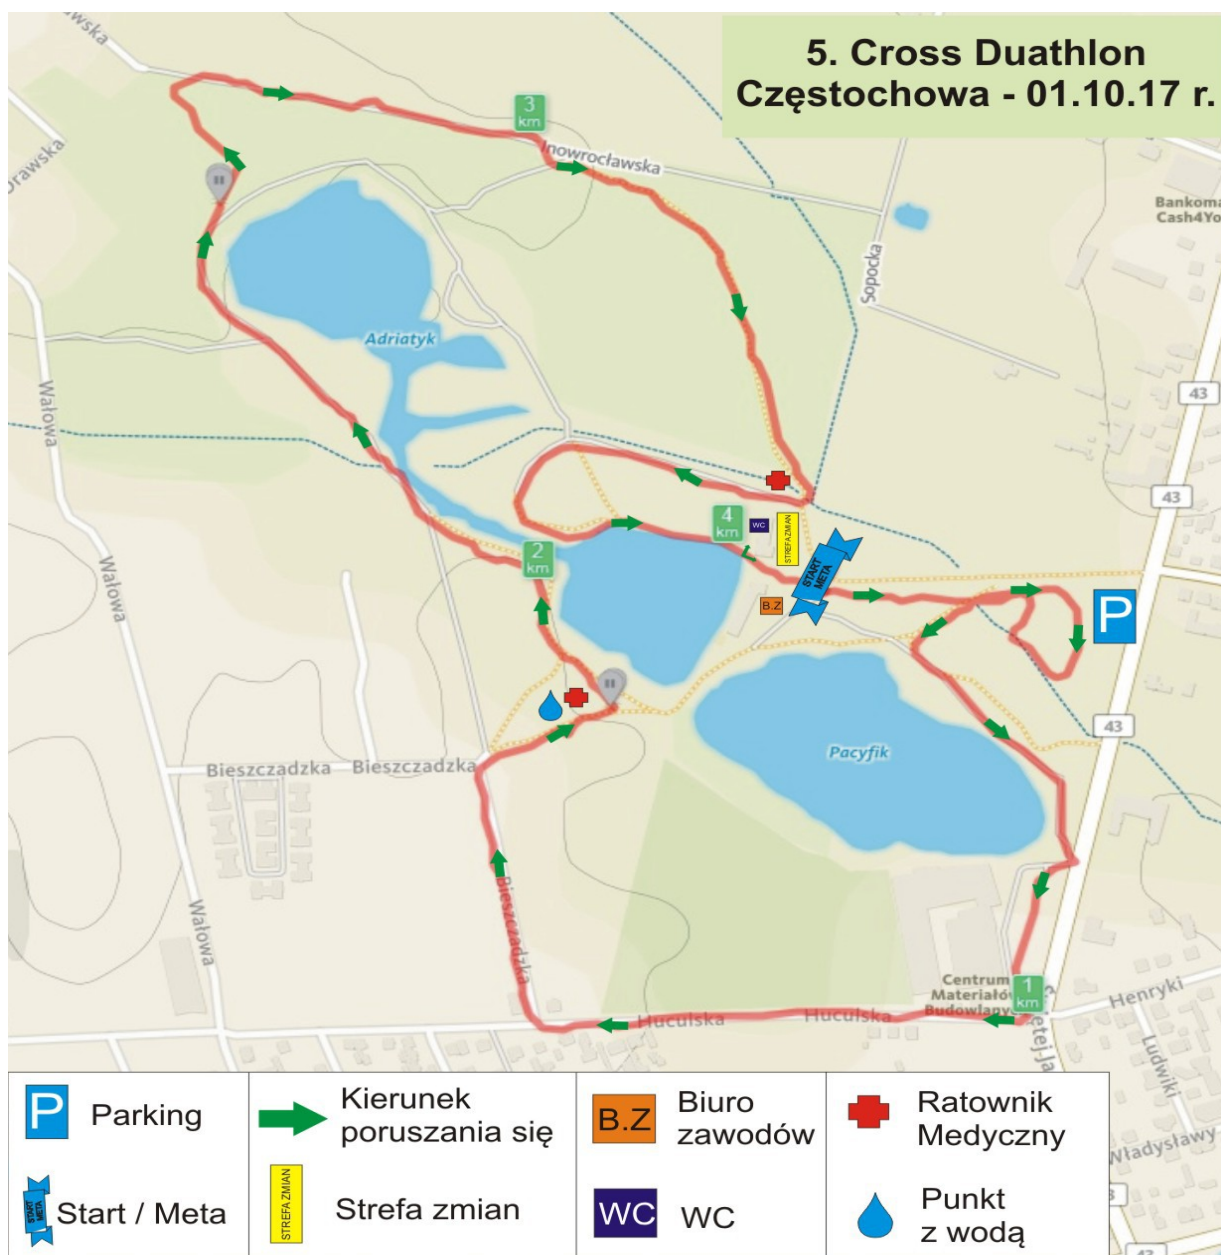 5. Cross Duathlon
Częstochowa - 01.10.17 r.
3
km
Inowrocławska
Bankoma
Cash4Yo
Sopocka
Adriatyk
Wałowa
43
43
4
km
WC
STREFA ZMIAN
START
META
2
km
B.Z
P
Wałowa
43
Pacyfik
Bieszczadzka
Bieszczadzka
Bieszczadzka
Wałowa
Centrum
Materiałów
Budowlany
1
km
Henryki
Huculska
Huculska
Ludwiki
Władysławy
P Parking
Kierunek
poruszania się
B.Z Biuro
zawodów
Ratownik
Medyczny
START
META
Start / Meta
STREFA ZMIAN
Strefa zmian
WC WC
Punkt
z wodą